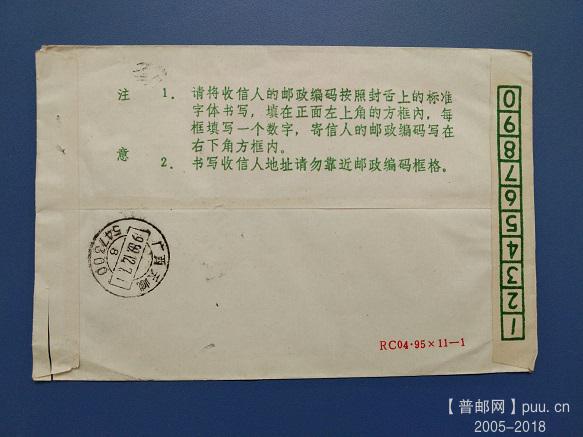 注 1. 请将收信人的邮政编码按照封舌上的标准
字体书写，填在正面左上角的方框内，每
框填写一个数字，寄信人的邮政编码写在
右下角方框内。
意 2. 书写收信人地址请勿靠近邮政编码框格。
1 2 3 4 5 6 7 8 9 0
广西天峨
547300
RC04·95×11—1
【普邮网】puu.cn
2005-2018